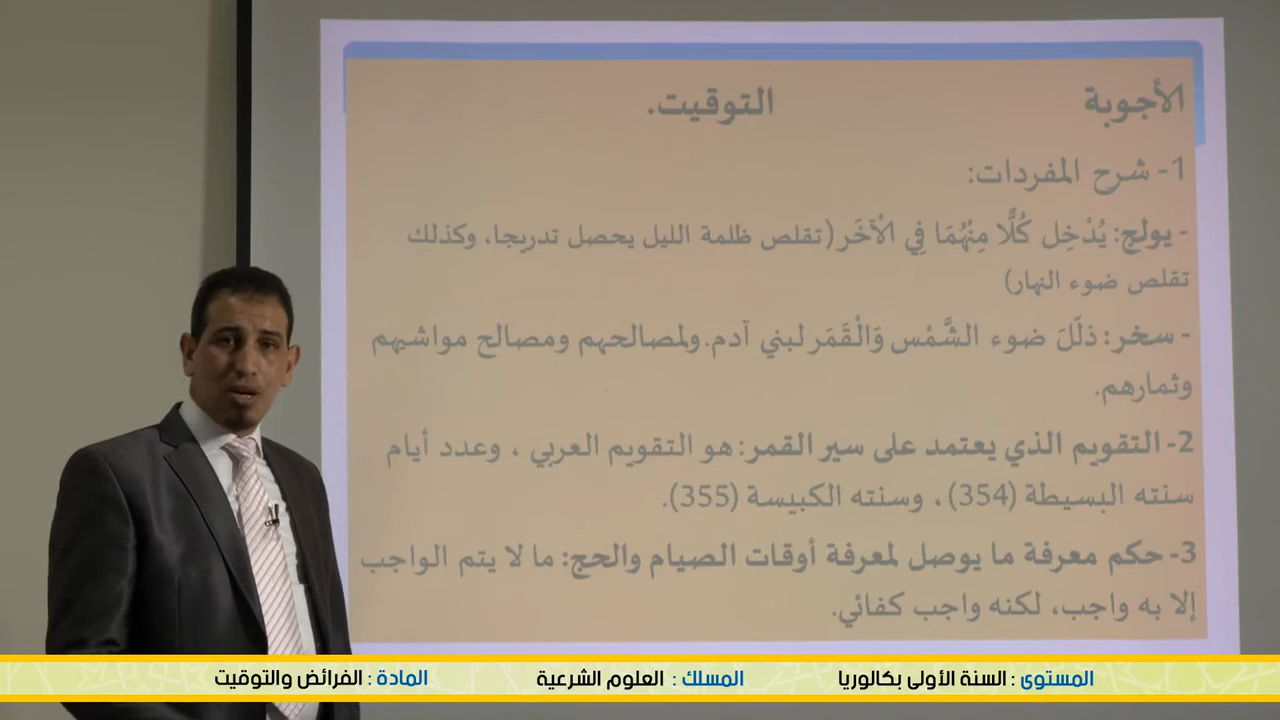 الأجوبة التوقيت.
1- شرح المفردات:
- يولج: يُدْخِل كُلًّا مِنْهُمَا فِي الْآخَر (تقلص ظلمة الليل يحصل تدريجا، وكذلك
تقلص ضوء النهار)
- سخر: ذلّلَ ضوء الشَّمْس وَالْقَمَر لبني آدم.ولمصالحهم ومصالح مواشيهم
وثمارهم.
2- التقويم الذي يعتمد على سير القمر: هو التقويم العربي ، وعدد أيام
سنته البسيطة (354) ، وسنته الكبيسة (355).
3- حكم معرفة ما يوصل لمعرفة أوقات الصيام والحج: ما لا يتم الواجب
إلا به واجب، لكنه واجب كفائي.
المستوى : السنة الأولى بكالوريا المسلك : العلوم الشرعية المادة : الفرائض والتوقيت